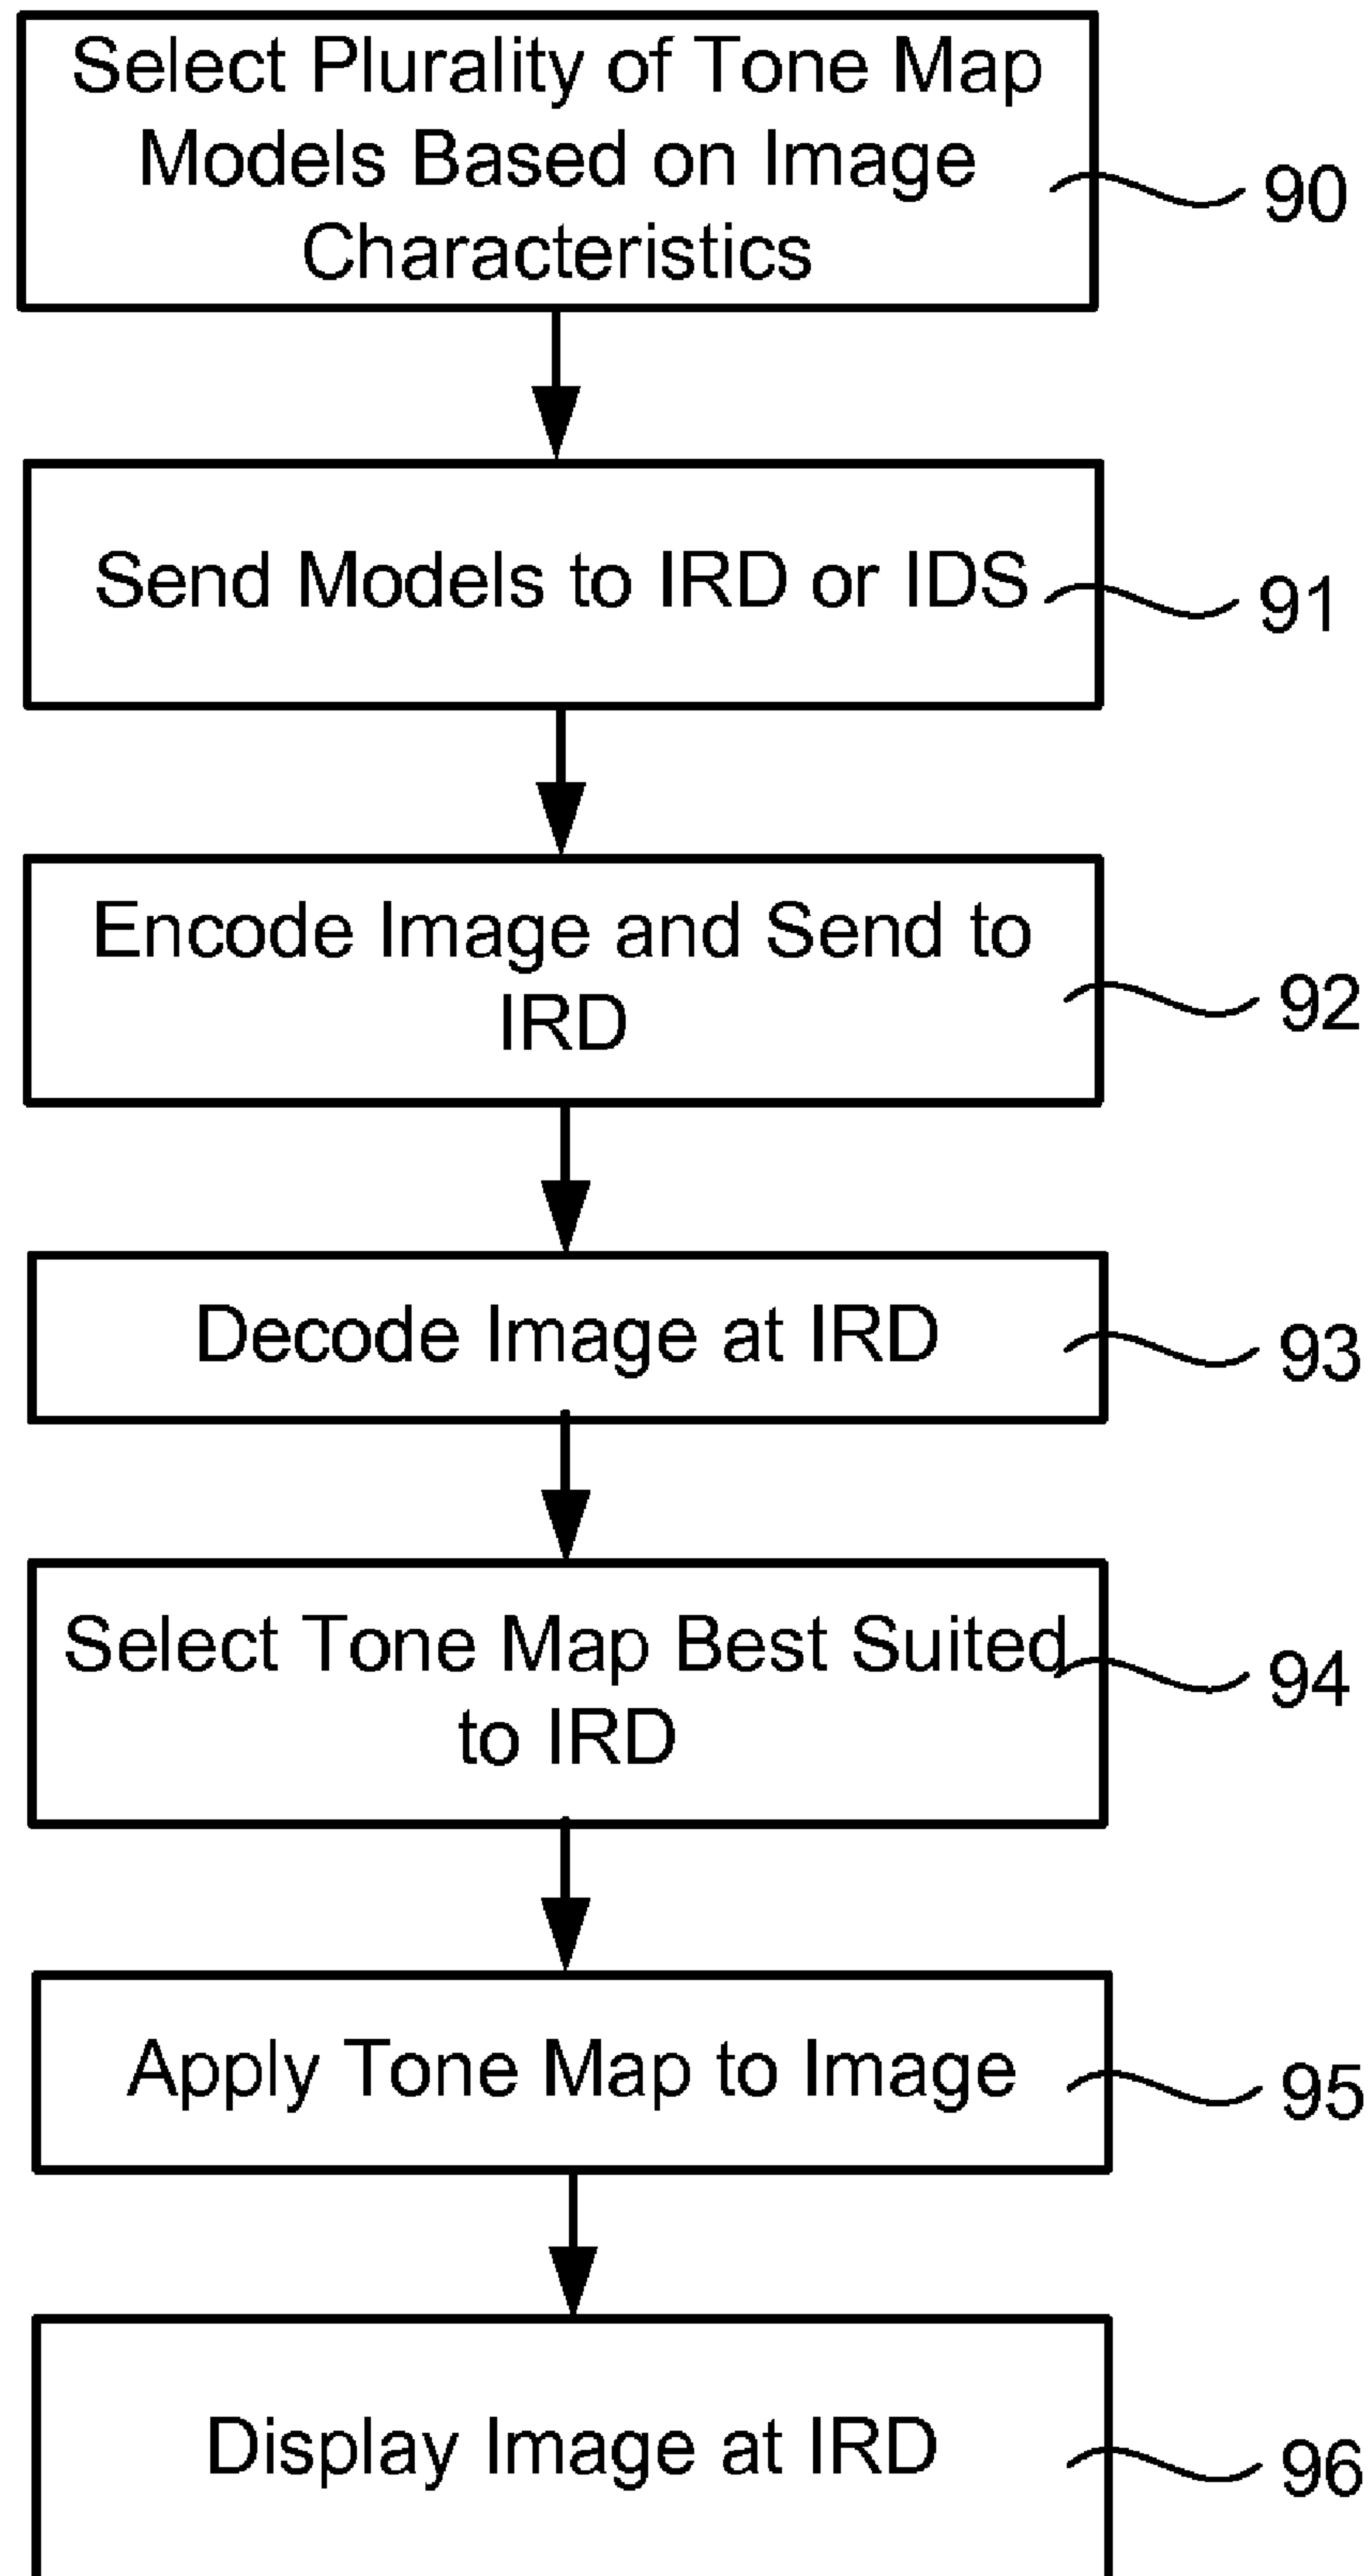 Select Plurality of Tone Map
Models Based on Image
Characteristics
90
Send Models to IRD or IDS
91
Encode Image and Send to
IRD
92
Decode Image at IRD
93
Select Tone Map Best Suited
to IRD
94
Apply Tone Map to Image
95
Display Image at IRD
96